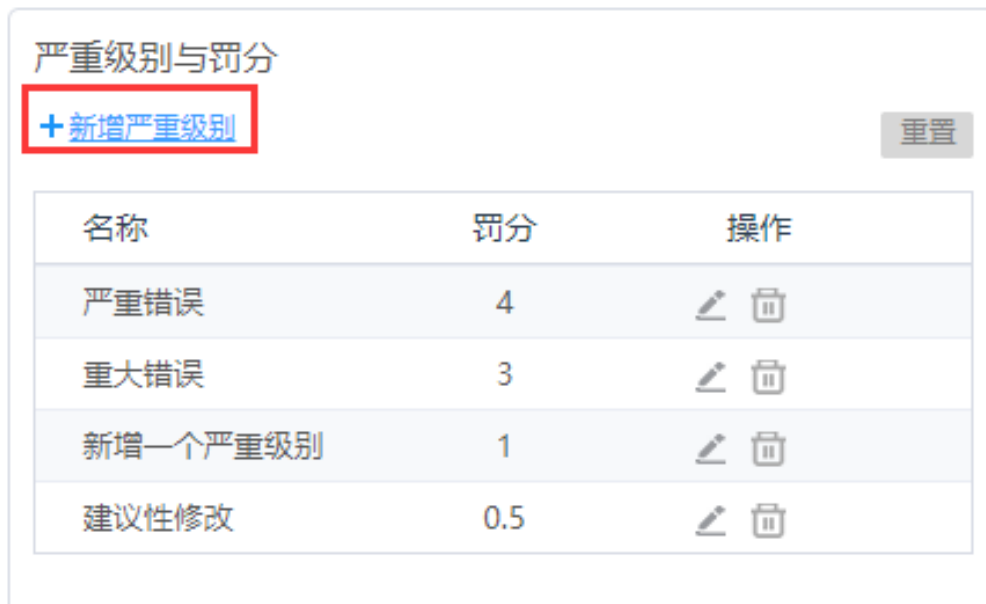 严重级别与罚分
+新增严重级别
重置
名称 罚分 操作
严重错误 4
重大错误 3
新增一个严重级别 1
建议性修改 0.5